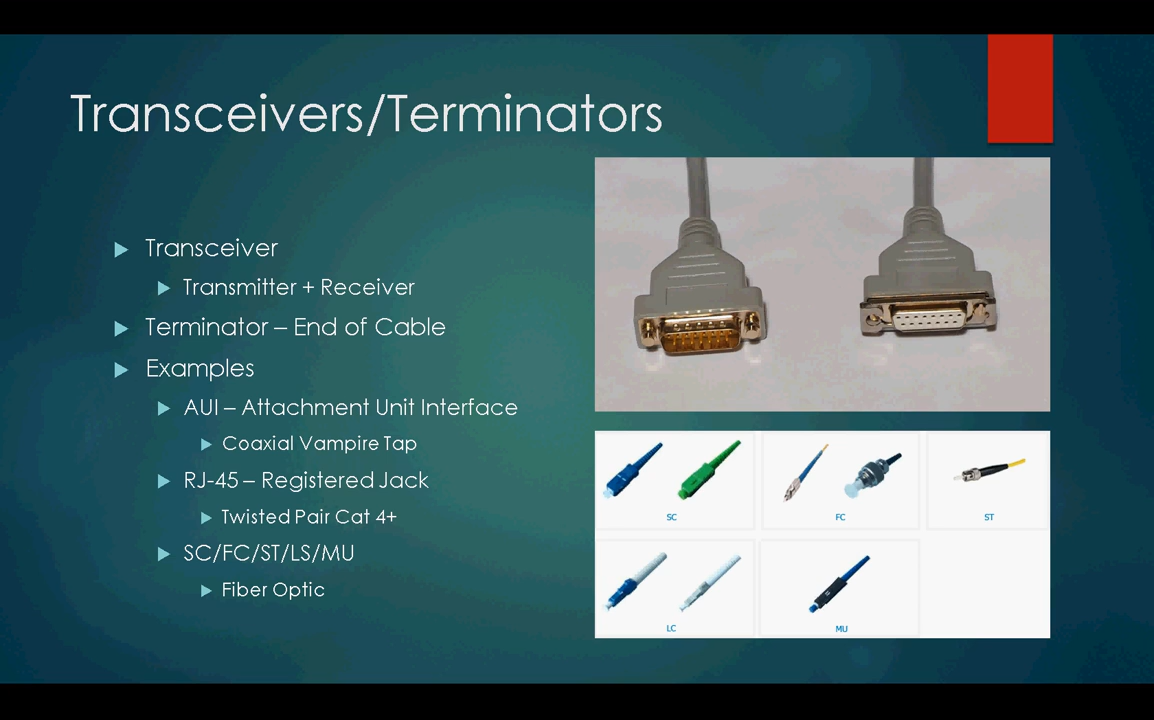 Transceivers/Terminators
Transceiver
Transmitter + Receiver
Terminator – End of Cable
Examples
AUI – Attachment Unit Interface
Coaxial Vampire Tap
RJ-45 – Registered Jack
Twisted Pair Cat 4+
SC/FC/ST/LS/MU
Fiber Optic
SC
FC
ST
LC
MU